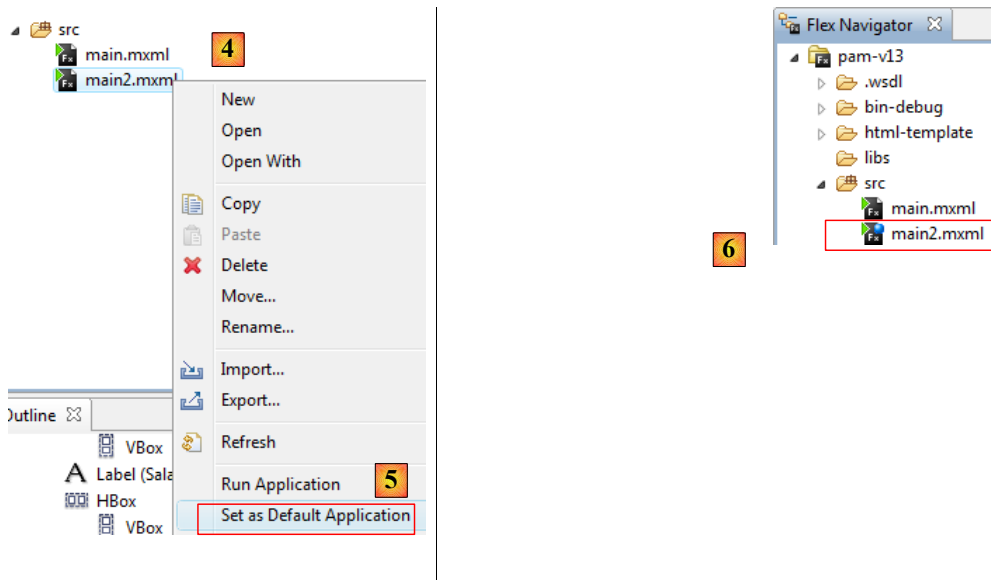 src
main.mxml
4
main2.mxml
New
Open
Open With
Copy
Paste
Delete
Move...
Rename...
Import...
Export...
Refresh
Run Application
5
Set as Default Application
Outline
VBox
Label (Sala
HBox
VBox
Flex Navigator
pam-v13
.wsdl
bin-debug
html-template
libs
src
main.mxml
main2.mxml
6